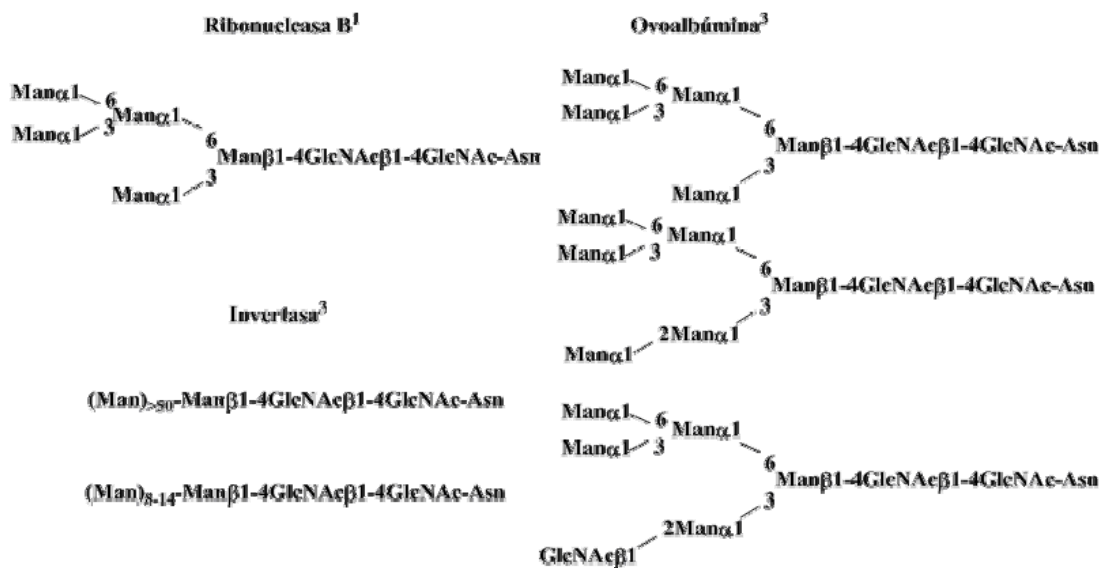 Ribonucleasa B¹
Manα1
6
Manα1
Manα1
3
6
Manβ1-4GlcNAcβ1-4GlcNAc-Asn
3
Manα1
Invertasa³
(Man)>50-Manβ1-4GlcNAcβ1-4GlcNAc-Asn
(Man)8-14-Manβ1-4GlcNAcβ1-4GlcNAc-Asn
Ovoalbúmina³
Manα1
6
Manα1
Manα1
3
6
Manβ1-4GlcNAcβ1-4GlcNAc-Asn
3
Manα1
Manα1
6
Manα1
Manα1
3
6
Manβ1-4GlcNAcβ1-4GlcNAc-Asn
3
2Manα1
Manα1
Manα1
6
Manα1
Manα1
3
6
Manβ1-4GlcNAcβ1-4GlcNAc-Asn
3
2Manα1
GlcNAcβ1